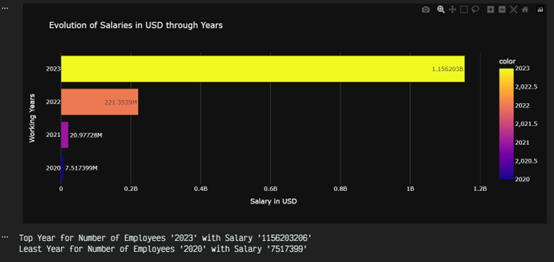 Evolution of Salaries in USD through Years
color
2023
1.156203B
2023
2022.5
2022
221.3539M
2022
2,021.5
Working Years
2021
20.97728M
2021
2,020.5
2020
7.517399M
2020
0
0.2B
0.4B
0.6B
0.8B
1B
1.2B
Salary in USD
Top Year for Number of Employees '2023' with Salary '1156203206'
Least Year for Number of Employees '2020' with Salary '7517399'